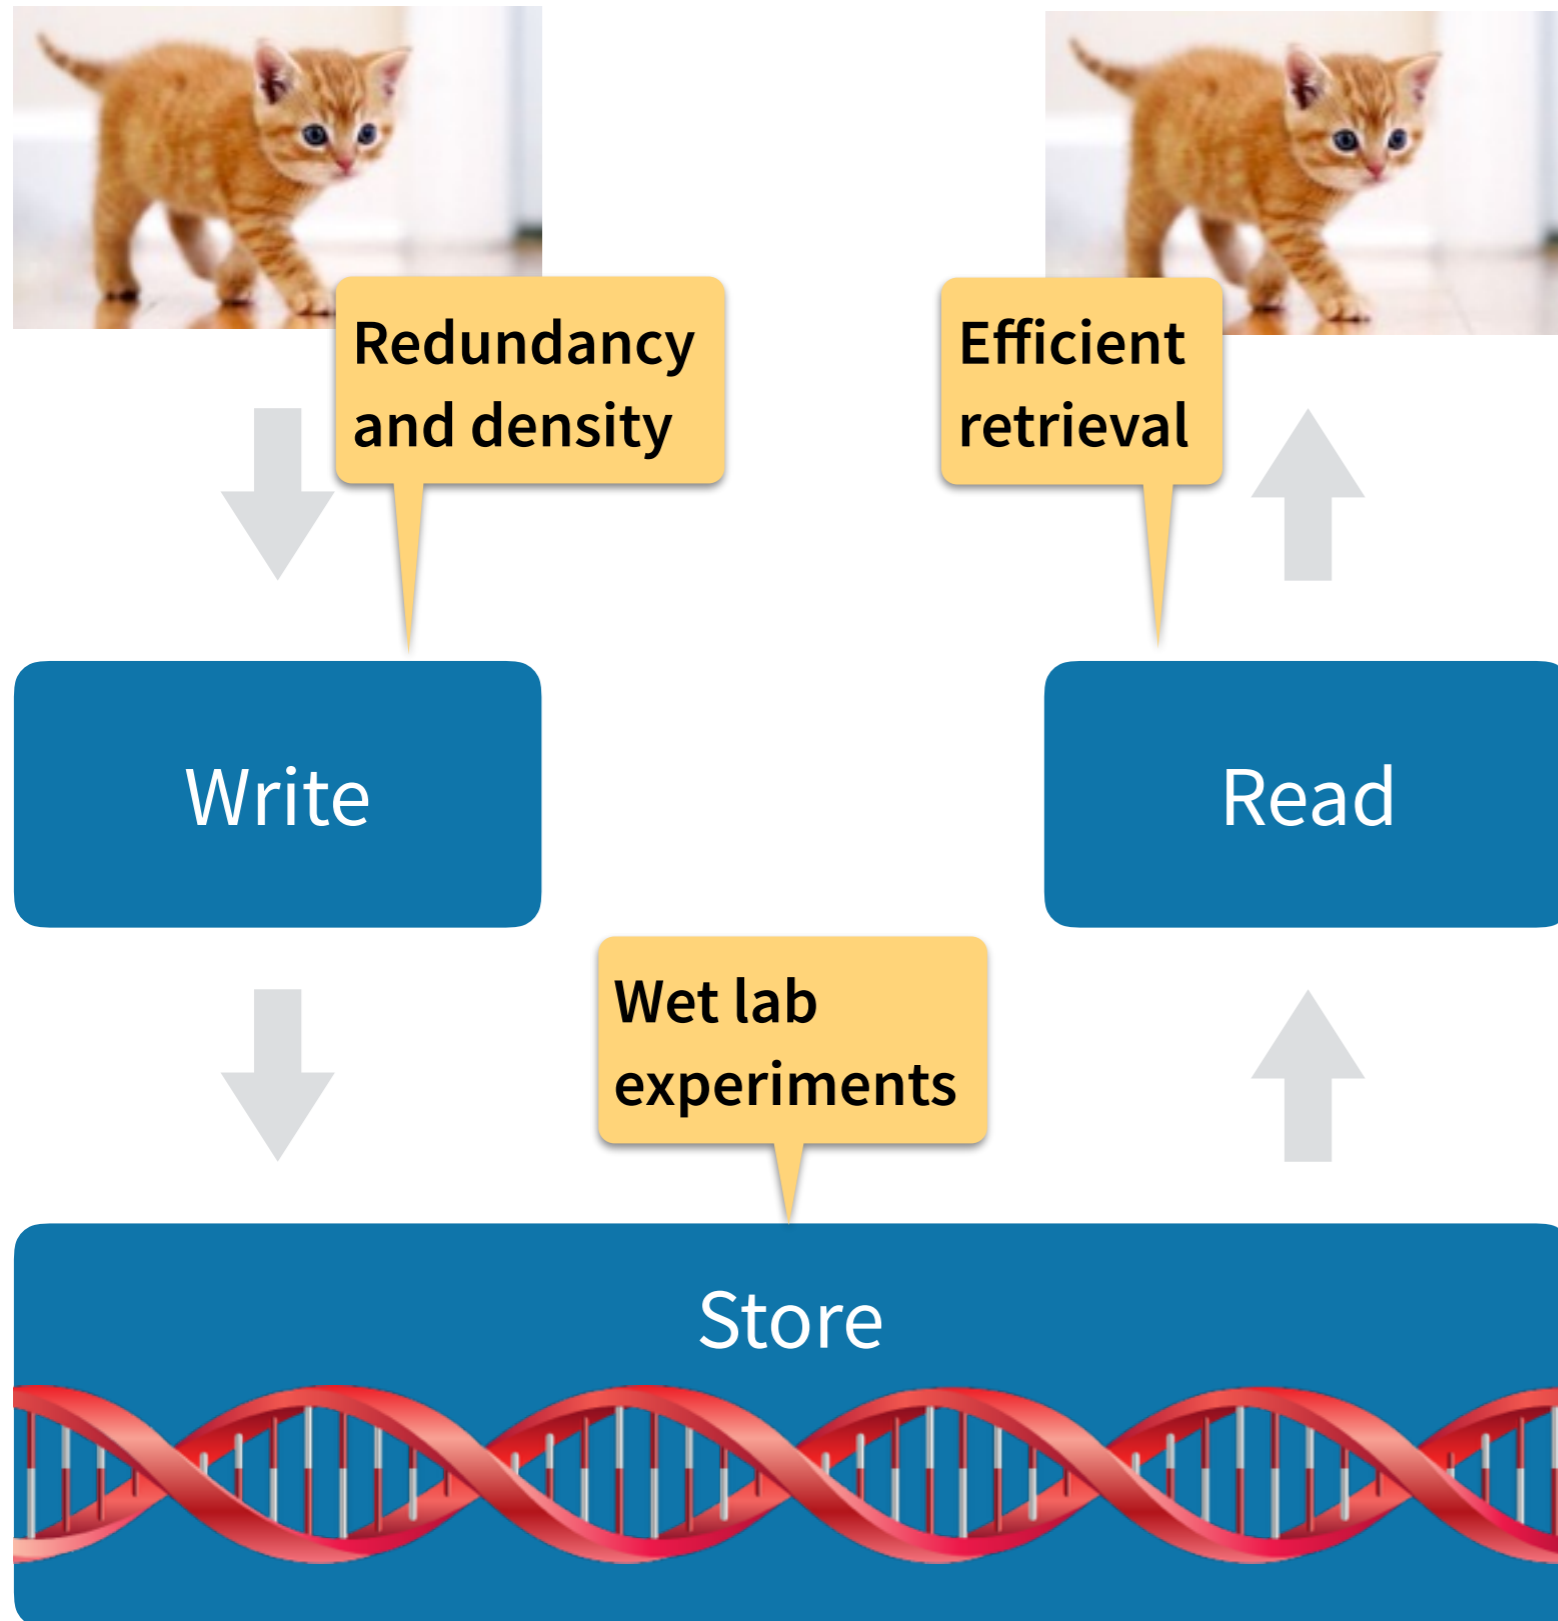 Redundancy
and density
Efficient
retrieval
Write
Read
Wet lab
experiments
Store